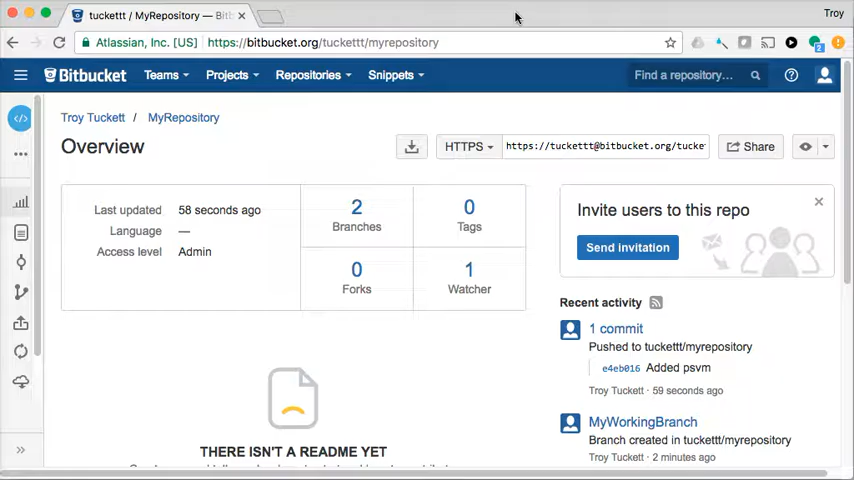 tuckettt / MyRepository — Bitb
Troy
Atlassian, Inc. [US]
https://bitbucket.org/tuckettt/myrepository
2
Bitbucket
Teams
Projects
Repositories
Snippets
Find a repository...
Troy Tuckett / MyRepository
Overview
HTTPS
https://tuckettt@bitbucket.org/tucke
Share
Last updated 58 seconds ago
Language —
Access level Admin
2
Branches
0
Tags
0
Forks
1
Watcher
THERE ISN'T A README YET
Invite users to this repo
Send invitation
Recent activity
1 commit
Pushed to tuckettt/myrepository
e4eb016 Added psvm
Troy Tuckett · 59 seconds ago
MyWorkingBranch
Branch created in tuckettt/myrepository
Troy Tuckett · 2 minutes ago